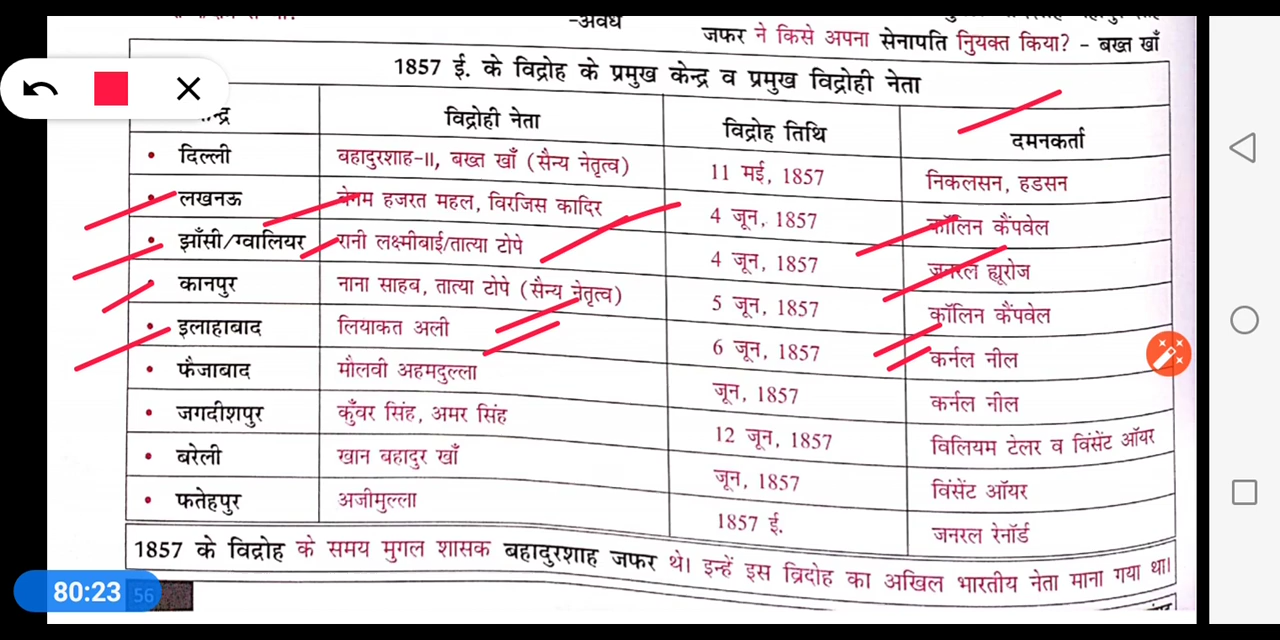 -अवध
जफर ने किसे अपना सेनापति नियुक्त किया? - बख्त खाँ
1857 ई. के विद्रोह के प्रमुख केन्द्र व प्रमुख विद्रोही नेता
विद्रोही नेता विद्रोह तिथि दमनकर्ता
• दिल्ली बहादुरशाह-II, बख्त खाँ (सैन्य नेतृत्व) 11 मई, 1857 निकलसन, हडसन
• लखनऊ बेगम हजरत महल, विरजिस कादिर 4 जून, 1857 कॉलिन कैंपवेल
• झाँसी/ग्वालियर रानी लक्ष्मीबाई/तात्या टोपे 4 जून, 1857 जनरल ह्यूरोज
• कानपुर नाना साहब, तात्या टोपे (सैन्य नेतृत्व) 5 जून, 1857 कॉलिन कैंपवेल
• इलाहाबाद लियाकत अली 6 जून, 1857 कर्नल नील
• फैजाबाद मौलवी अहमदुल्ला जून, 1857 कर्नल नील
• जगदीशपुर कुँवर सिंह, अमर सिंह 12 जून, 1857 विलियम टेलर व विंसेंट ऑयर
• बरेली खान बहादुर खाँ जून, 1857 विंसेंट ऑयर
• फतेहपुर अजीमुल्ला 1857 ई. जनरल रेनॉर्ड
1857 के विद्रोह के समय मुगल शासक बहादुरशाह जफर थे। इन्हें इस विद्रोह का अखिल भारतीय नेता माना गया था।
80:23 56